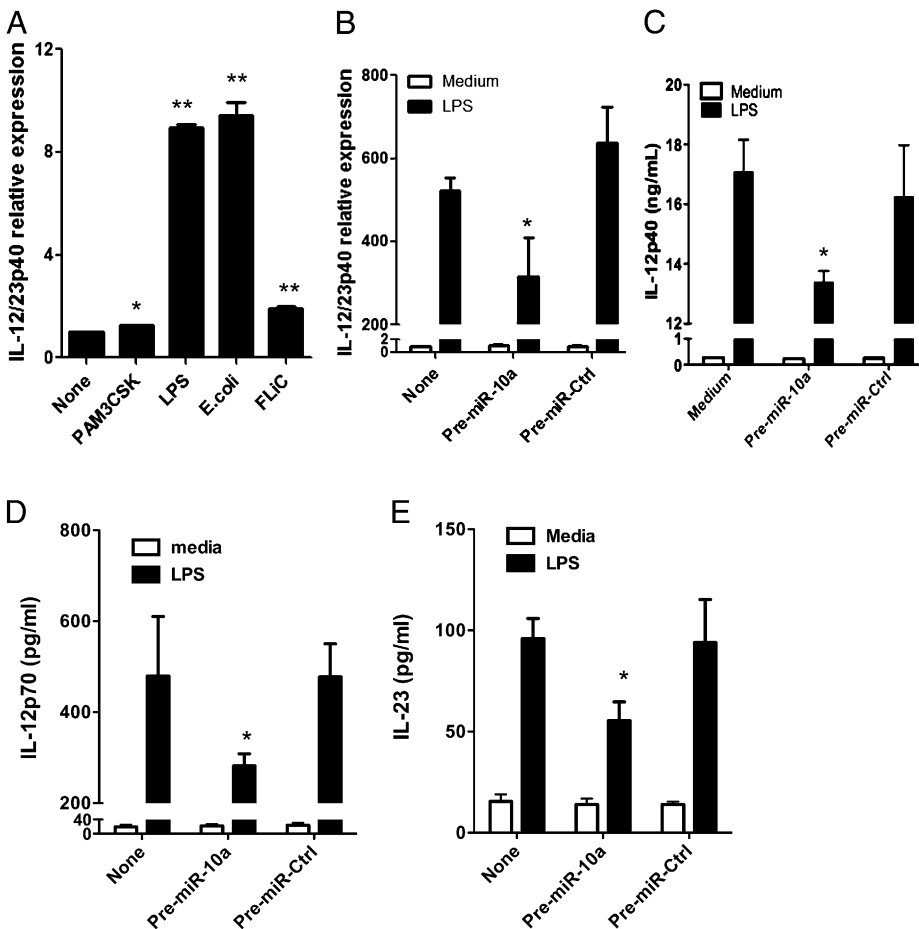 A
IL-12/23p40 relative expression
12
8
4
0
*
**
**
**
None
PAM3CSK
LPS
E.coli
FLiC
B
IL-12/23p40 relative expression
800
600
400
200
2
0
Medium
LPS
*
None
Pre-miR-10a
Pre-miR-Ctrl
C
IL-12p40 (ng/mL)
20
18
16
14
12
1
0
Medium
LPS
*
Medium
Pre-miR-10a
Pre-miR-Ctrl
D
IL-12p70 (pg/ml)
800
600
400
200
40
0
media
LPS
*
None
Pre-miR-10a
Pre-miR-Ctrl
E
IL-23 (pg/ml)
150
100
50
0
Media
LPS
*
None
Pre-miR-10a
Pre-miR-Ctrl